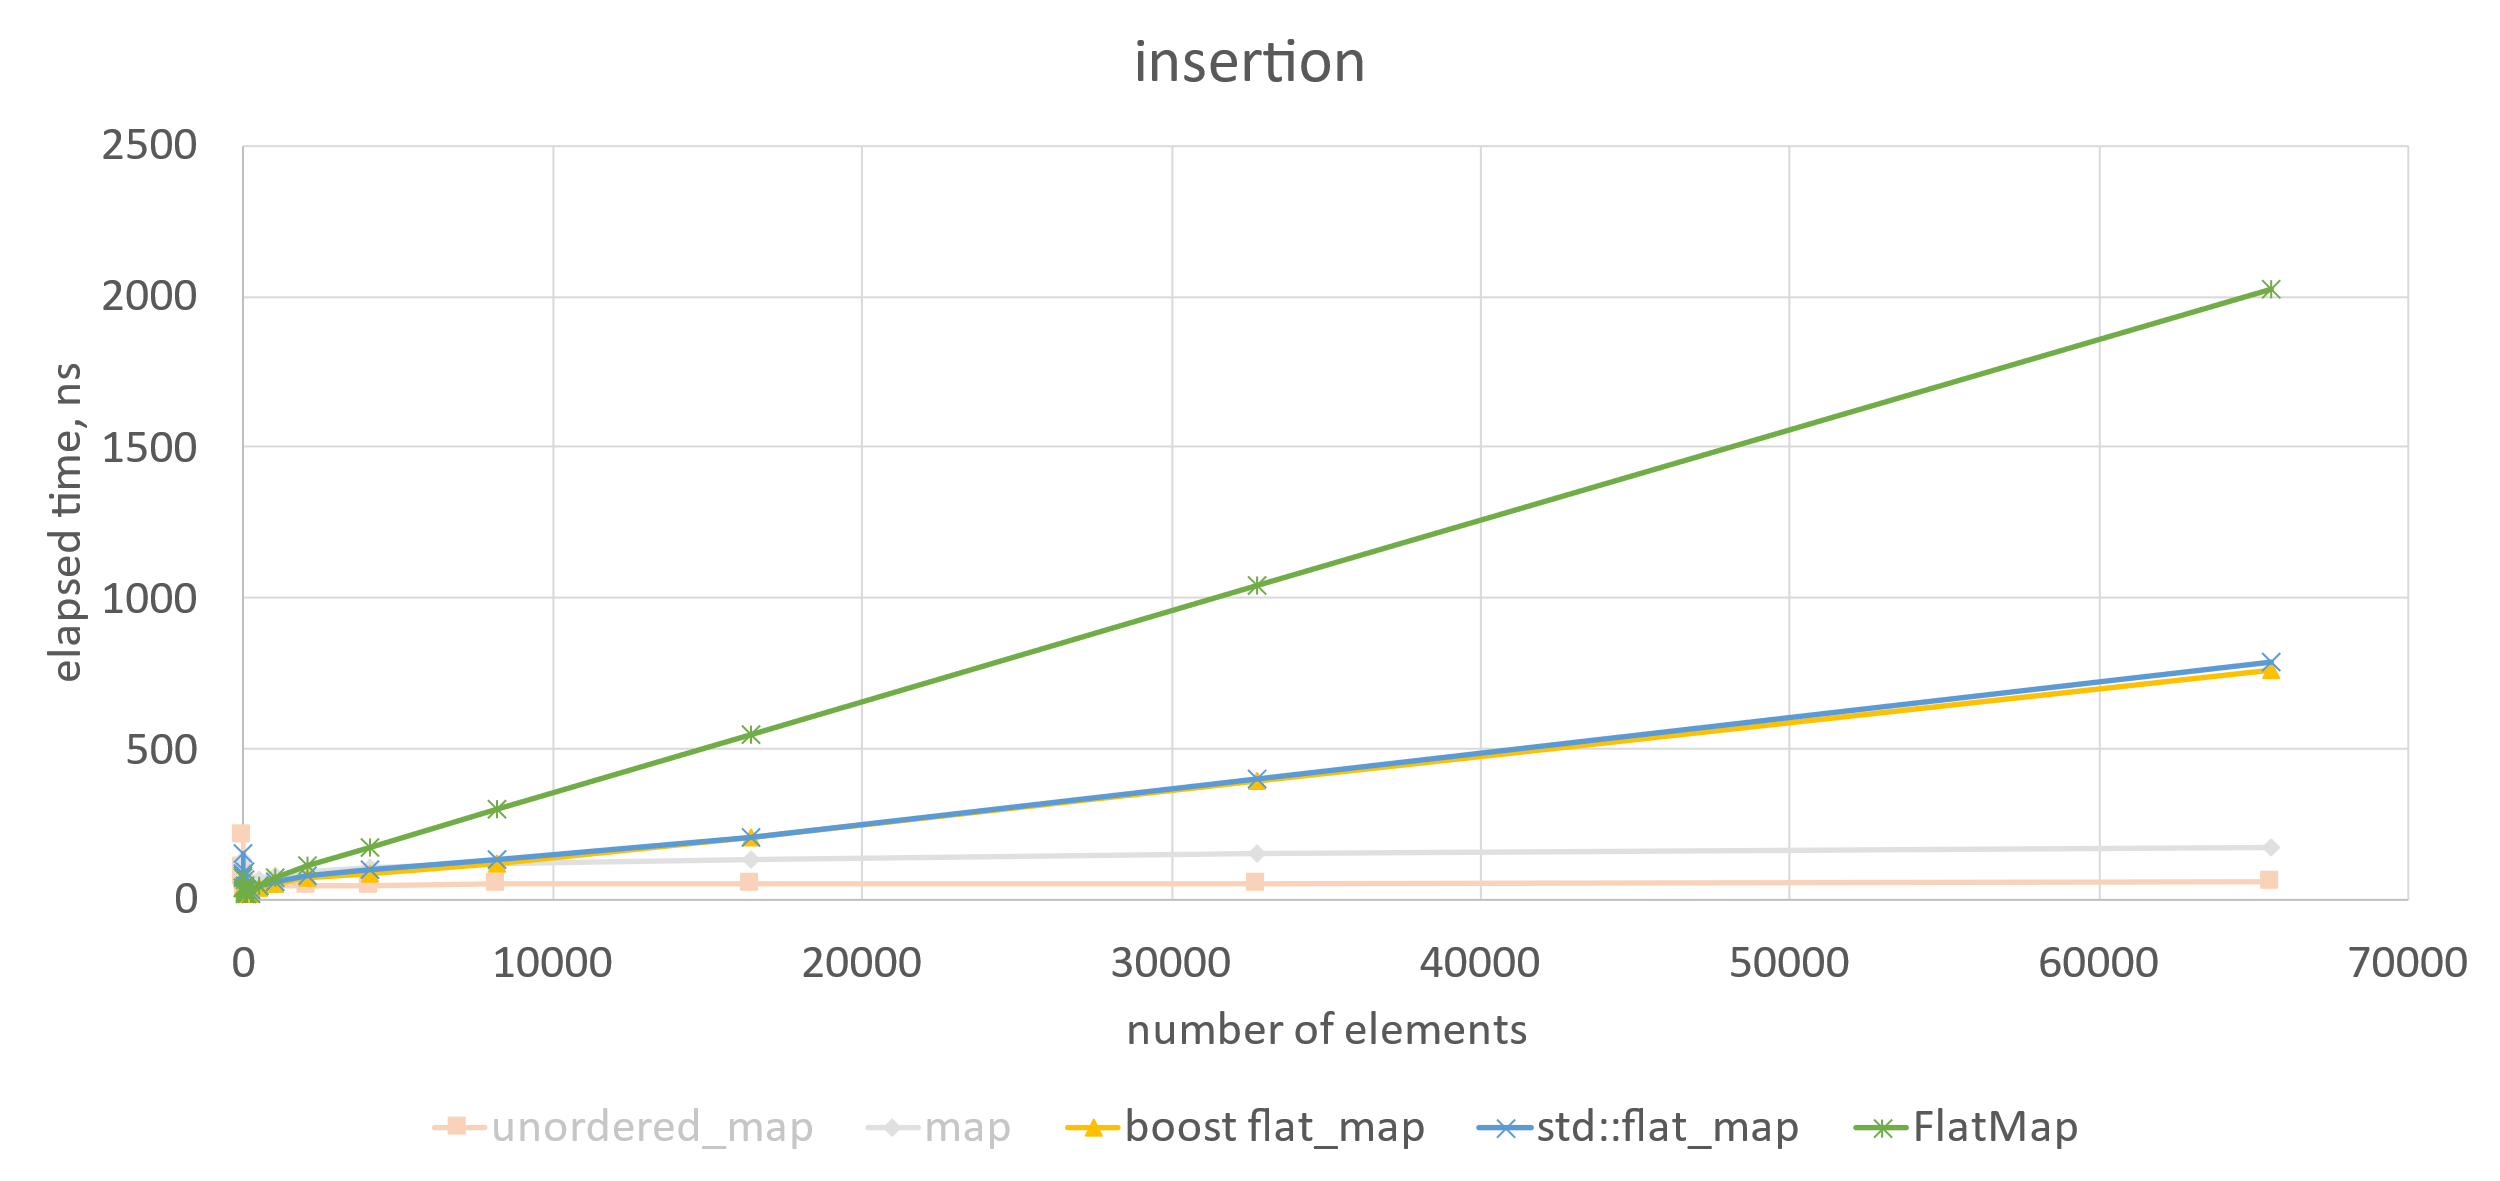 insertion
2500
2000
1500
1000
500
0
elapsed time, ns
0 10000 20000 30000 40000 50000 60000 70000
number of elements
unordered_map map boost flat_map std::flat_map FlatMap